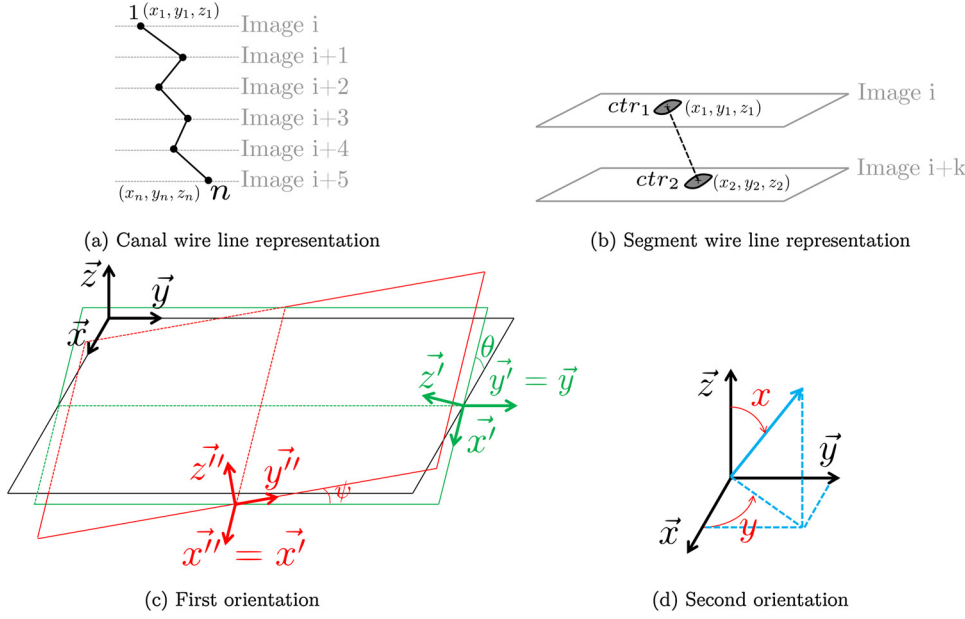 1 (x₁, y₁, z₁)
Image i
Image i+1
Image i+2
Image i+3
Image i+4
Image i+5
(xₙ, yₙ, zₙ) n
(a) Canal wire line representation
Image i
ctr₁ (x₁, y₁, z₁)
Image i+k
ctr₂ (x₂, y₂, z₂)
(b) Segment wire line representation
z⃗
y⃗
x⃗
θ
z⃗' y⃗' = y⃗
x⃗'
z⃗'' y⃗'' ψ
x⃗'' = x⃗'
(c) First orientation
z⃗ x
y⃗
x⃗ y
(d) Second orientation